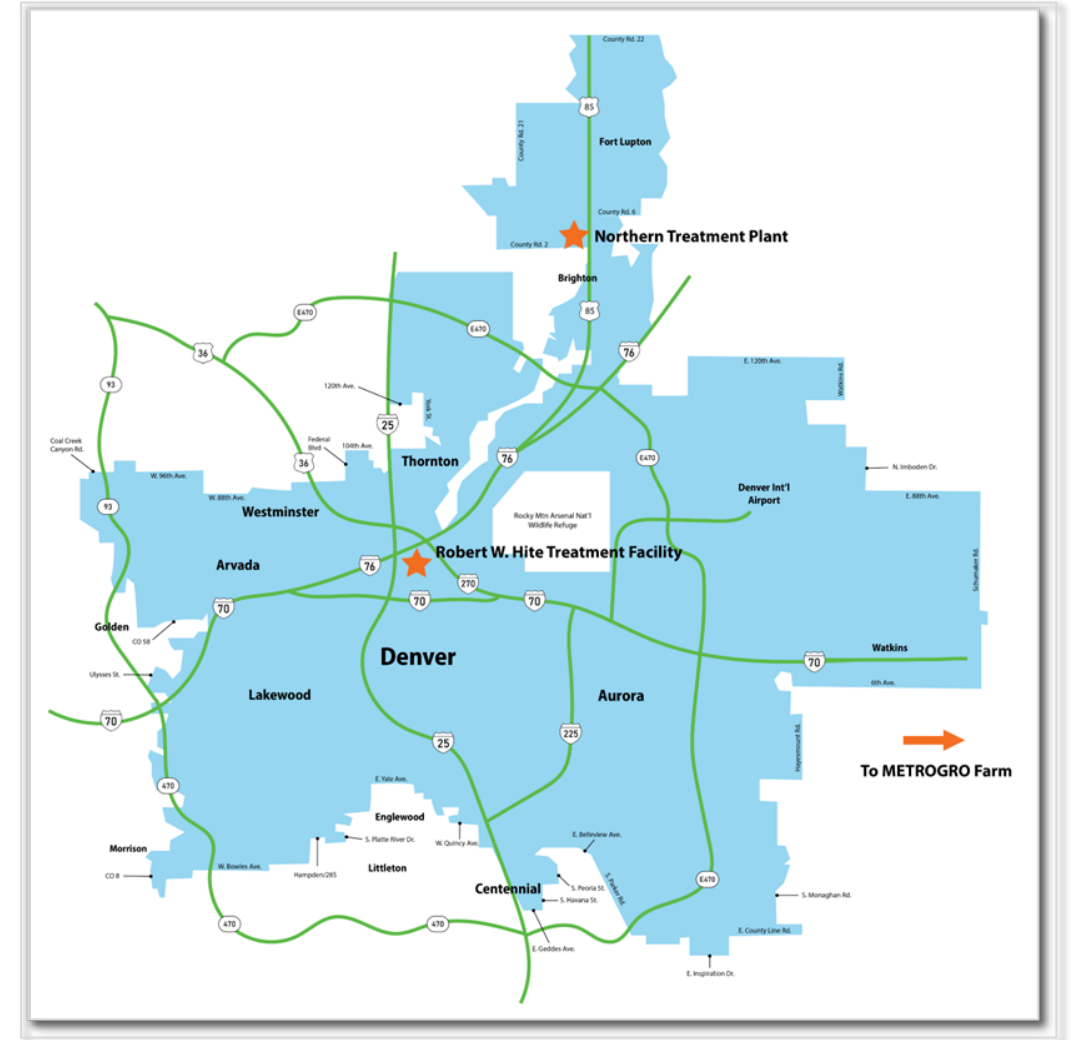 County Rd. 22
85
County Rd. 21
Fort Lupton
County Rd. 6
Northern Treatment Plant
County Rd. 2
Brighton
85
E470
E470
36
76
93
E. 120th Ave.
Watkins Rd.
120th Ave.
York St.
25
Coal Creek
Canyon Rd.
Federal
Blvd
104th Ave.
36
Thornton
76
E470
N. Imboden Dr.
W. 96th Ave.
W. 88th Ave.
Denver Int'l
Airport
E. 88th Ave.
93
Westminster
Rocky Mtn Arsenal Nat'l
Wildlife Refuge
Robert W. Hite Treatment Facility
Arvada
76
270
Schumaker Rd.
70
70
70
Golden
CO 58
Denver
Watkins
70
Ulysses St.
6th Ave.
Lakewood
Aurora
70
225
25
Hayesmount Rd.
To METROGRO Farm
E. Yale Ave.
470
Englewood
S. Platte River Dr.
W. Quincy Ave.
E. Belleview Ave.
Morrison
Littleton
Hampden/285
W. Bowles Ave.
CO 8
Centennial
S. Peoria St.
S. Havana St.
S. Parker Rd.
E470
S. Monaghan Rd.
470
470
E. County Line Rd.
E. Geddes Ave.
E. Inspiration Dr.